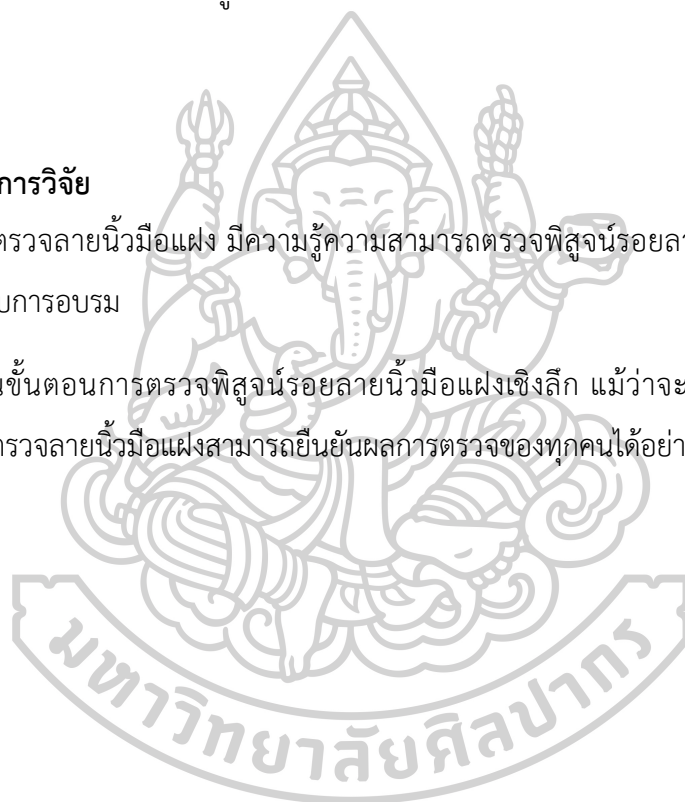 การวิจัย
ตรวจลายนิ้วมือแฝง มีความรู้ความสามารถตรวจพิสูจน์รอยลา
บการอบรม
นขั้นตอนการตรวจพิสูจน์รอยลายนิ้วมือแฝงเชิงลึก แม้ว่าจะ
ตรวจลายนิ้วมือแฝงสามารถยืนยันผลการตรวจของทุกคนได้อย่า
มหาวิทยาลัยศิลปากร